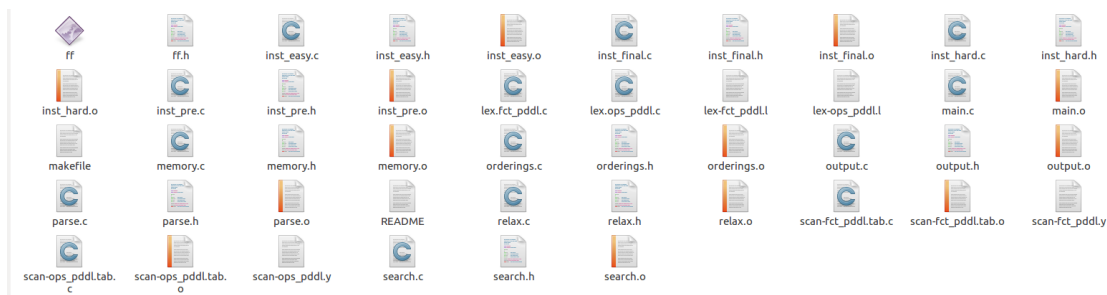 ff ff.h inst_easy.c inst_easy.h inst_easy.o inst_final.c inst_final.h inst_final.o inst_hard.c inst_hard.h
inst_hard.o inst_pre.c inst_pre.h inst_pre.o lex.fct_pddl.c lex.ops_pddl.c lex-fct_pddl.l lex-ops_pddl.l main.c main.o
makefile memory.c memory.h memory.o orderings.c orderings.h orderings.o output.c output.h output.o
parse.c parse.h parse.o README relax.c relax.h relax.o scan-fct_pddl.tab.c scan-fct_pddl.tab.o scan-fct_pddl.y
scan-ops_pddl.tab. scan-ops_pddl.tab. scan-ops_pddl.y search.c search.h search.o
c o